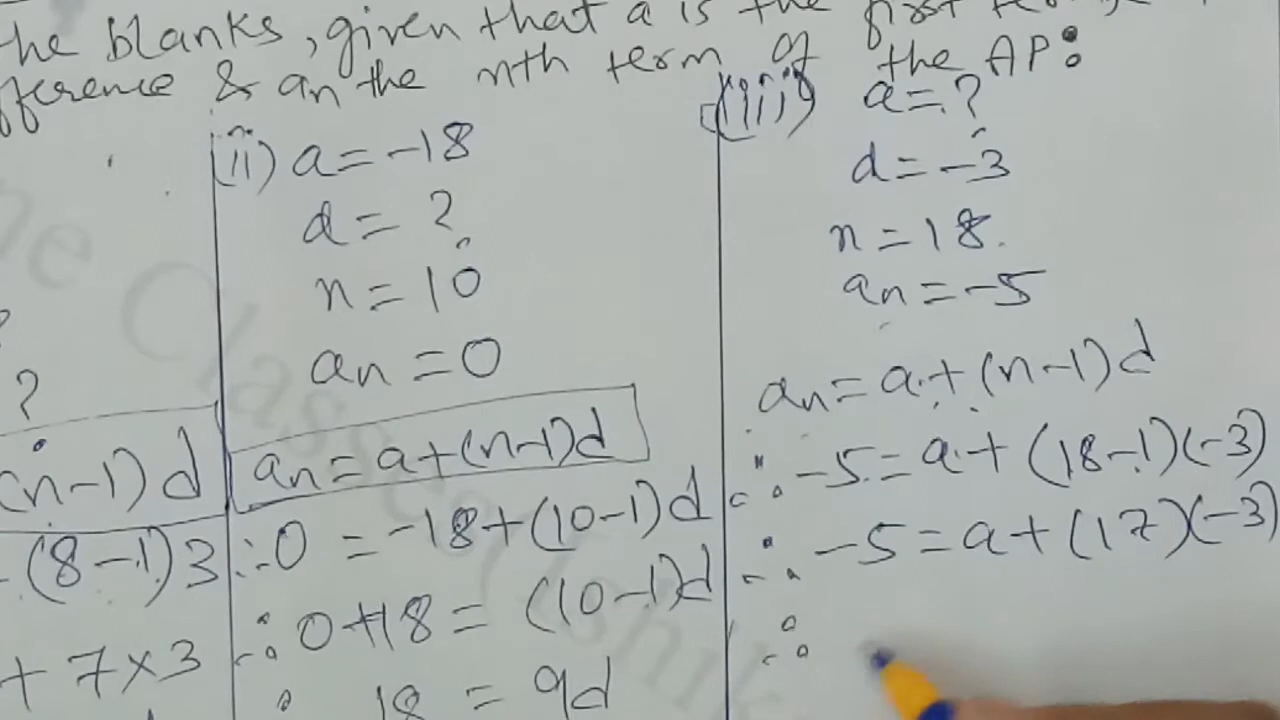 the blanks, given that a is the first
ference & an the nth term of the AP:
?
?
(n-1)d
(8-1)3
+ 7×3
(ii) a=-18
d=?
n=10
an=0
an=a+(n-1)d
∴0=-18+(10-1)d
∴0+18=(10-1)d
18=9d
(iii) a=?
d=-3
n=18.
an=-5
an=a+(n-1)d
∴-5=a+(18-1)(-3)
∴-5=a+(17)(-3)
∴